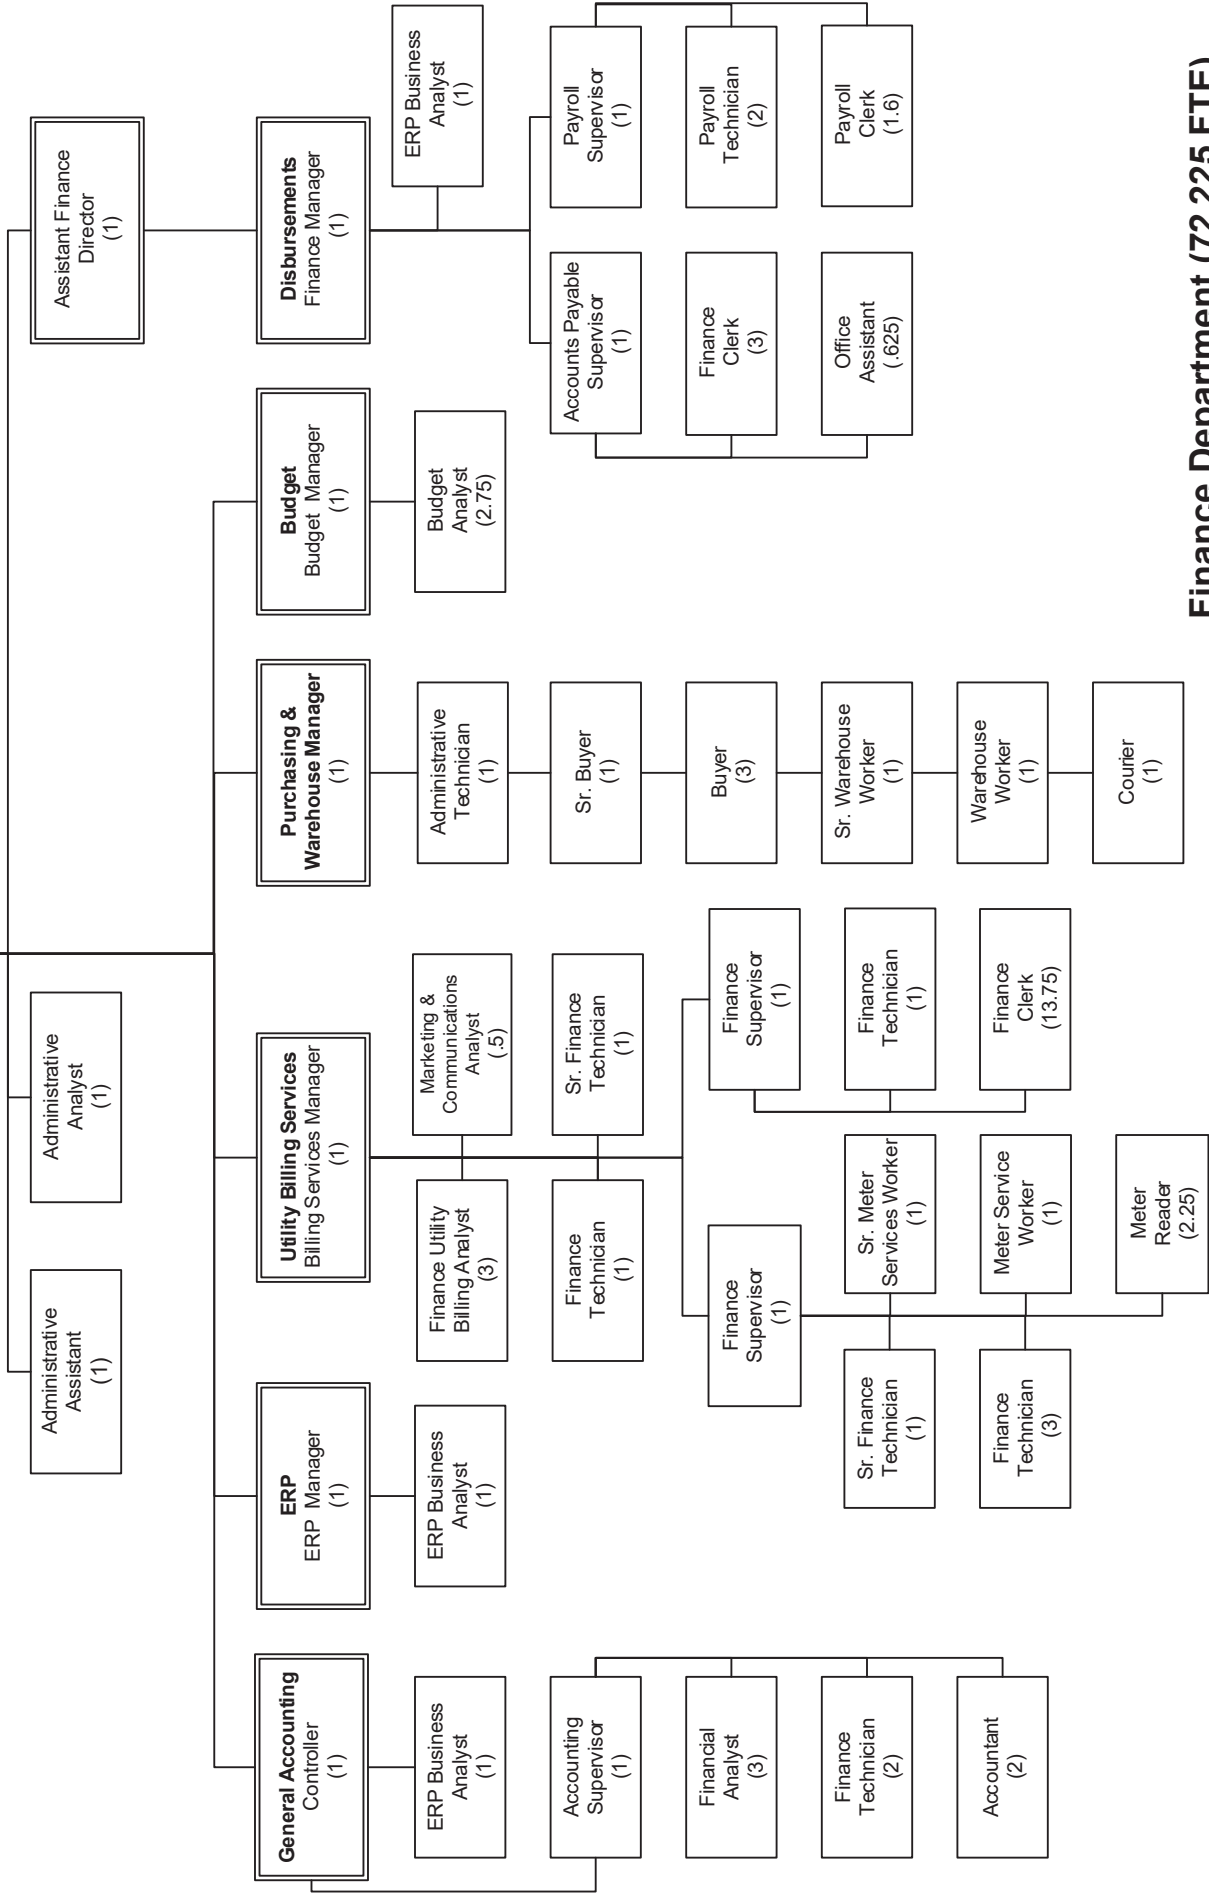 Administrative
Assistant
(1)
Administrative
Analyst
(1)
Assistant Finance
Director
(1)
General Accounting
Controller
(1)
ERP Business
Analyst
(1)
Accounting
Supervisor
(1)
Financial
Analyst
(3)
Finance
Technician
(2)
Accountant
(2)
ERP
ERP Manager
(1)
ERP Business
Analyst
(1)
Utility Billing Services
Billing Services Manager
(1)
Finance Utility
Billing Analyst
(3)
Marketing &
Communications
Analyst
(.5)
Finance
Technician
(1)
Sr. Finance
Technician
(1)
Finance
Supervisor
(1)
Sr. Finance
Technician
(1)
Sr. Meter
Services Worker
(1)
Finance
Technician
(3)
Meter Service
Worker
(1)
Meter
Reader
(2.25)
Finance
Supervisor
(1)
Finance
Technician
(1)
Finance
Clerk
(13.75)
Purchasing &
Warehouse Manager
(1)
Administrative
Technician
(1)
Sr. Buyer
(1)
Buyer
(3)
Sr. Warehouse
Worker
(1)
Warehouse
Worker
(1)
Courier
(1)
Budget
Budget Manager
(1)
Budget
Analyst
(2.75)
Disbursements
Finance Manager
(1)
ERP Business
Analyst
(1)
Accounts Payable
Supervisor
(1)
Finance
Clerk
(3)
Office
Assistant
(.625)
Payroll
Supervisor
(1)
Payroll
Technician
(2)
Payroll
Clerk
(1.6)
Finance Department (72.225 FTE)